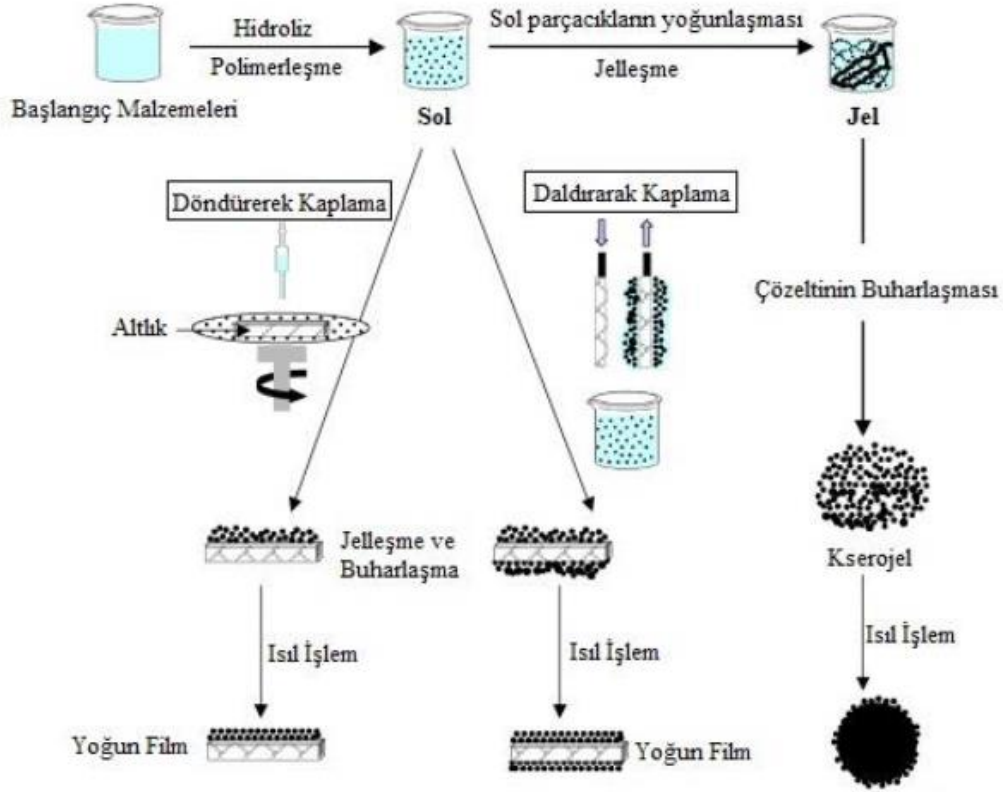 Hidroliz
Polimerleşme
Sol parçacıkların yoğunlaşması
Jelleşme
Başlangıç Malzemeleri
Sol
Jel
Döndürerek Kaplama
Daldırarak Kaplama
Altlık
Çözeltinin Buharlaşması
Jelleşme ve
Buharlaşma
Kserojel
Isıl İşlem
Isıl İşlem
Isıl İşlem
Yoğun Film
Yoğun Film